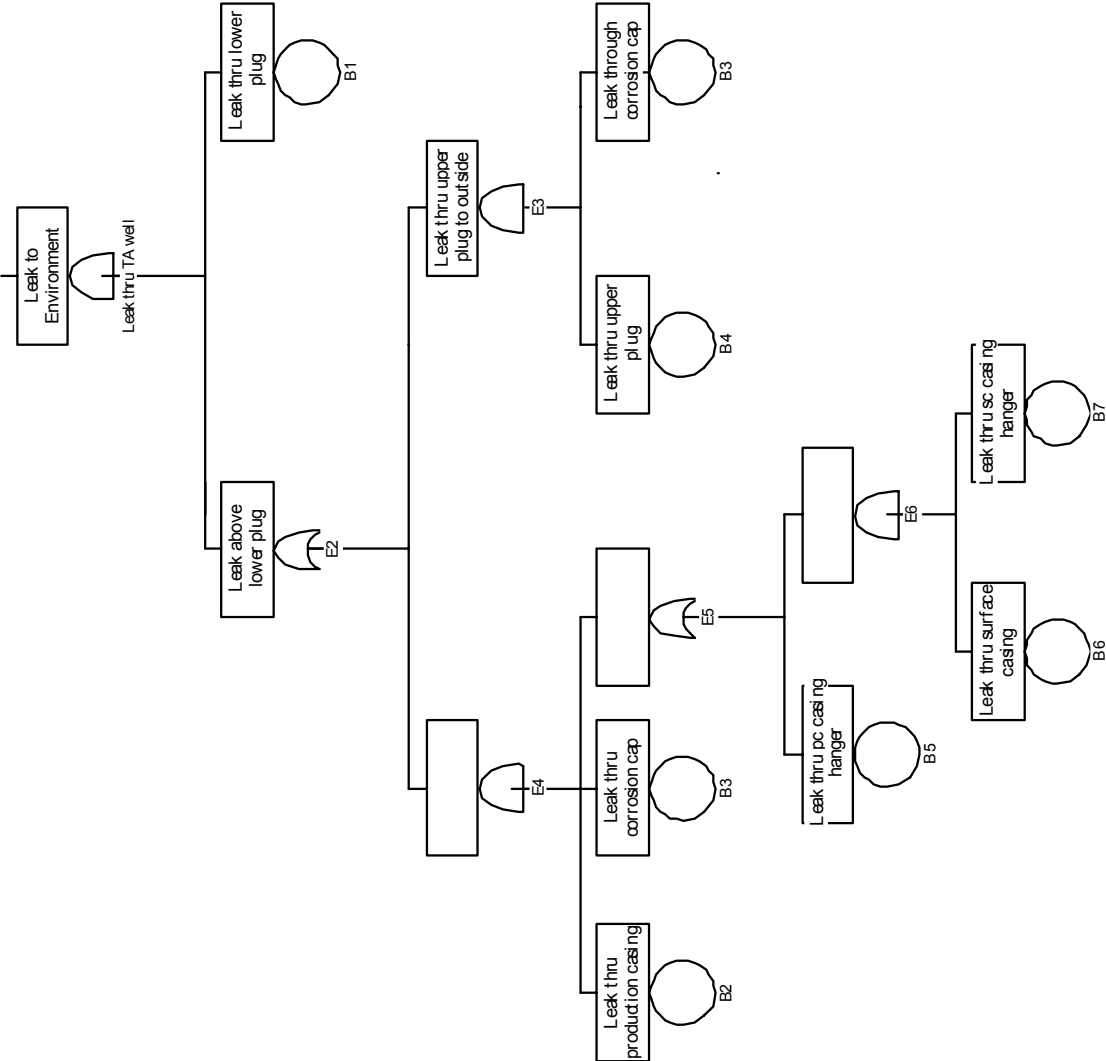 Leak to
Environment
Leak thru TA well
Leak above
lower plug
E2
Leak thru lower
plug
B1
E4
Leak thru upper
plug to outside
E3
Leak thru
production casing
B2
Leak thru
corrosion cap
B3
E5
Leak thru upper
plug
B4
Leak through
corrosion cap
B3
Leak thru pc casing
hanger
B5
E6
Leak thru surface
casing
B6
Leak thru sc casing
hanger
B7